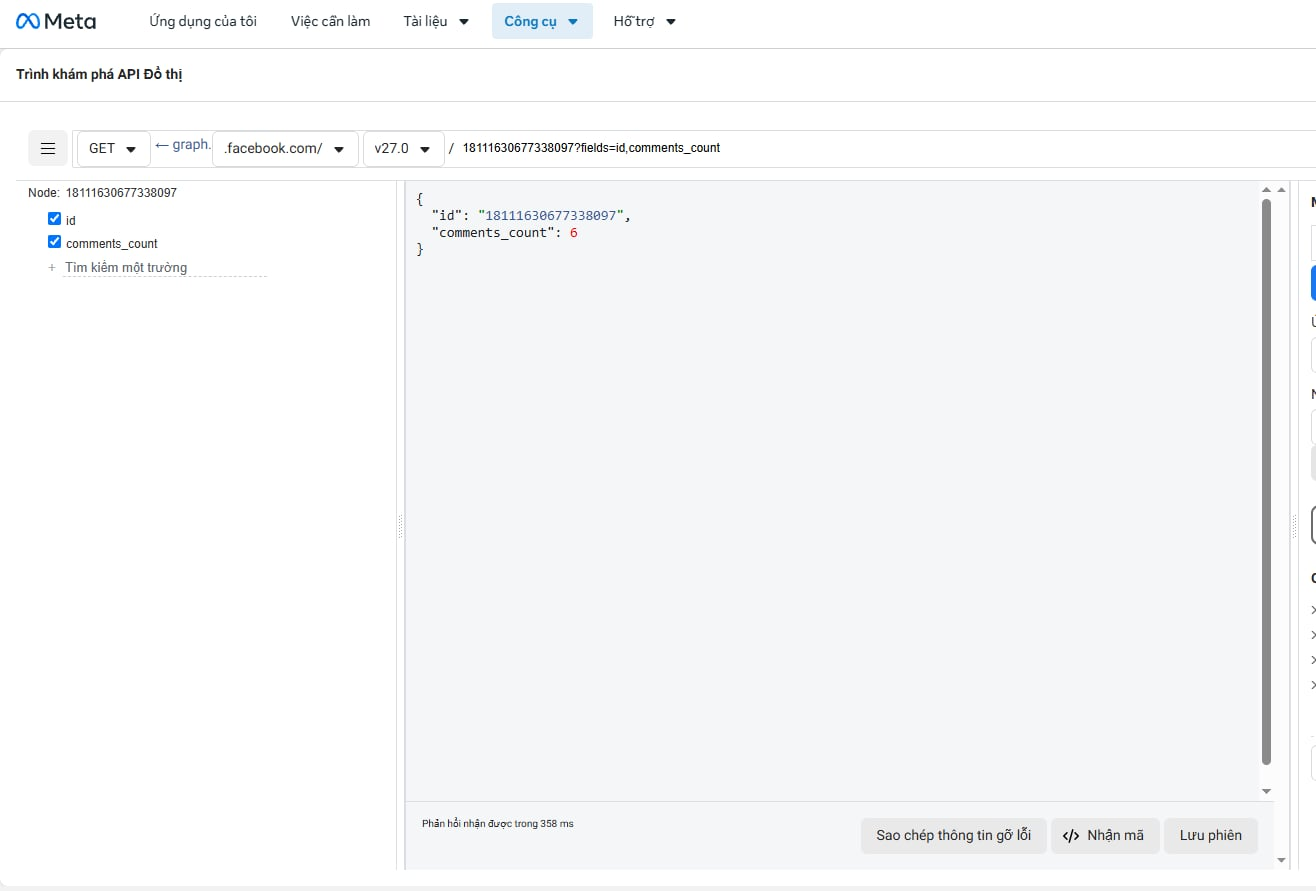 Meta
Ứng dụng của tôi Việc cần làm Tài liệu Công cụ Hỗ trợ
Trình khám phá API Đồ thị
GET ← graph. .facebook.com/ v27.0 / 18111630677338097?fields=id,comments_count
Node: 18111630677338097
id
comments_count
+ Tìm kiếm một trường
{
"id": "18111630677338097",
"comments_count": 6
}
Phản hồi nhận được trong 358 ms
Sao chép thông tin gỡ lỗi </> Nhận mã Lưu phiên